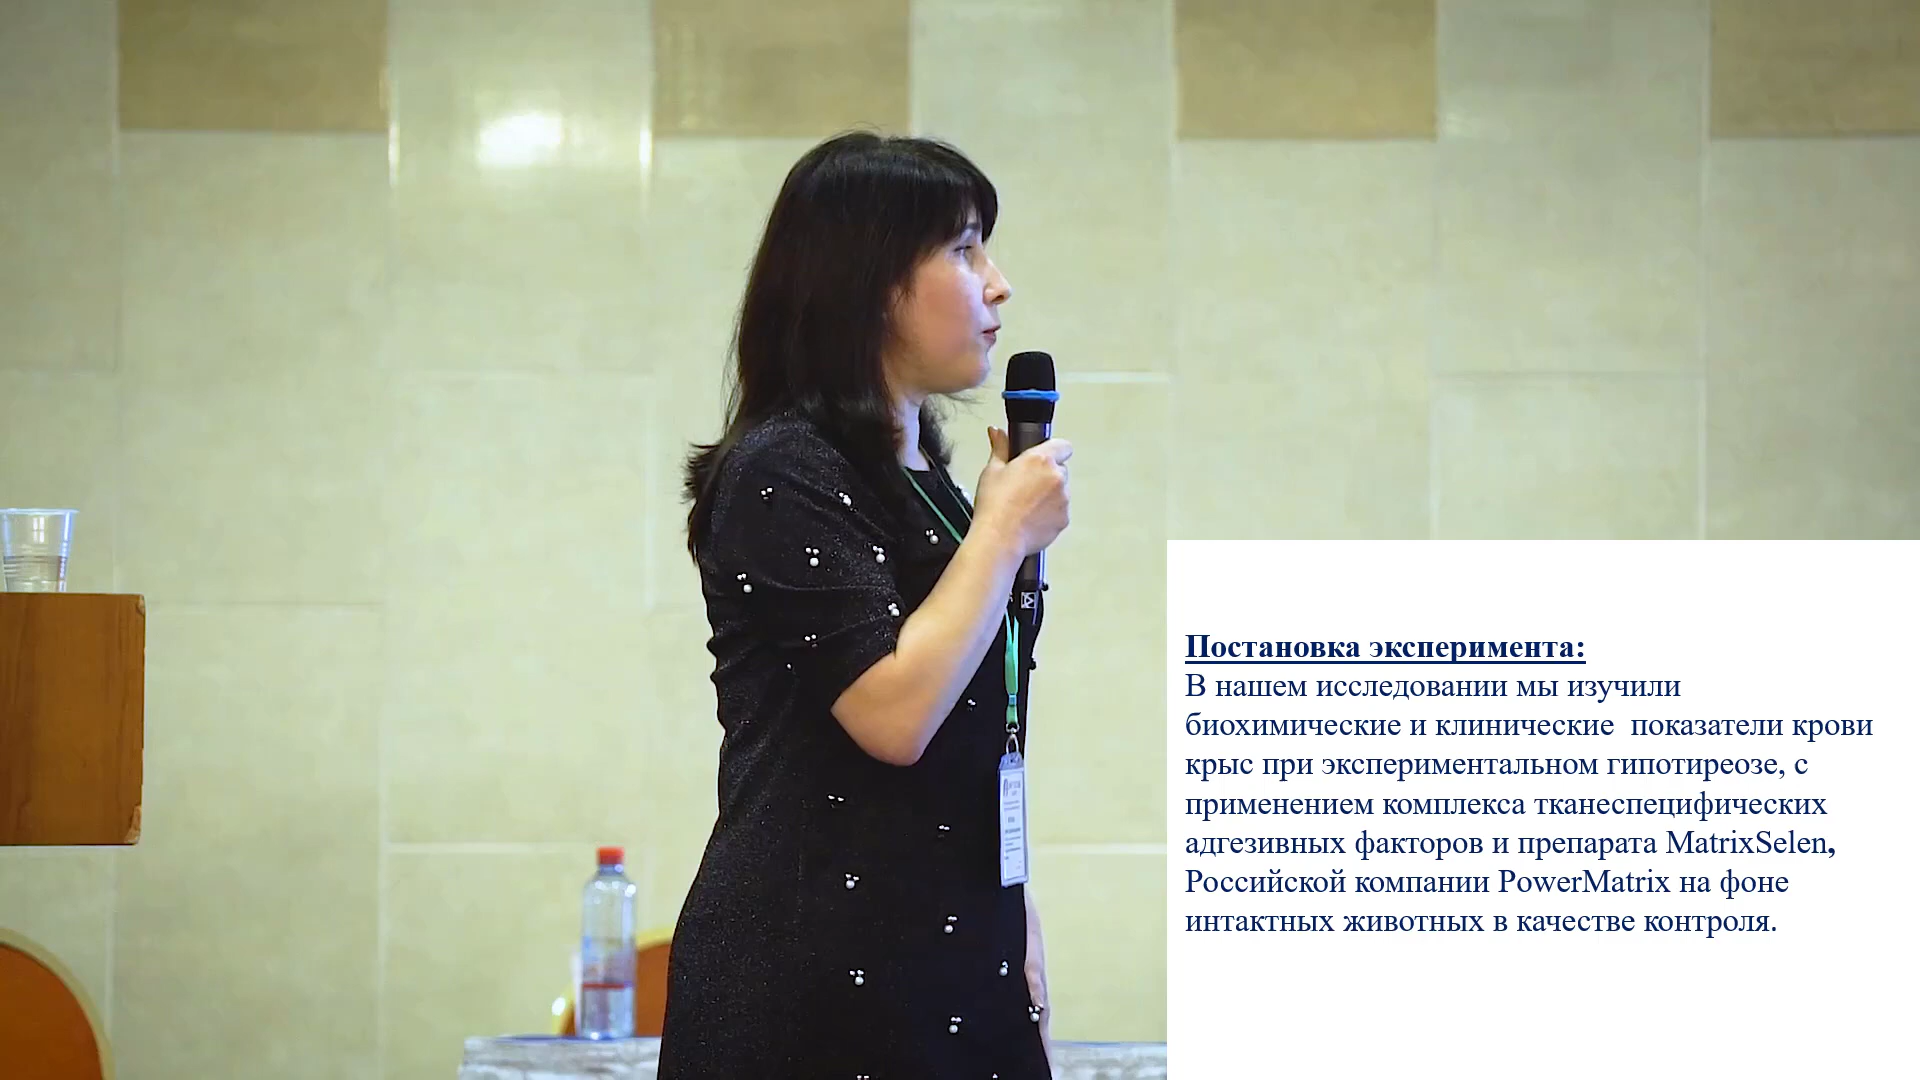 Постановка эксперимента:
В нашем исследовании мы изучили
биохимические и клинические  показатели крови
крыс при экспериментальном гипотиреозе, с
применением комплекса тканеспецифических
адгезивных факторов и препарата MatrixSelen,
Российской компании PowerMatrix на фоне
интактных животных в качестве контроля.